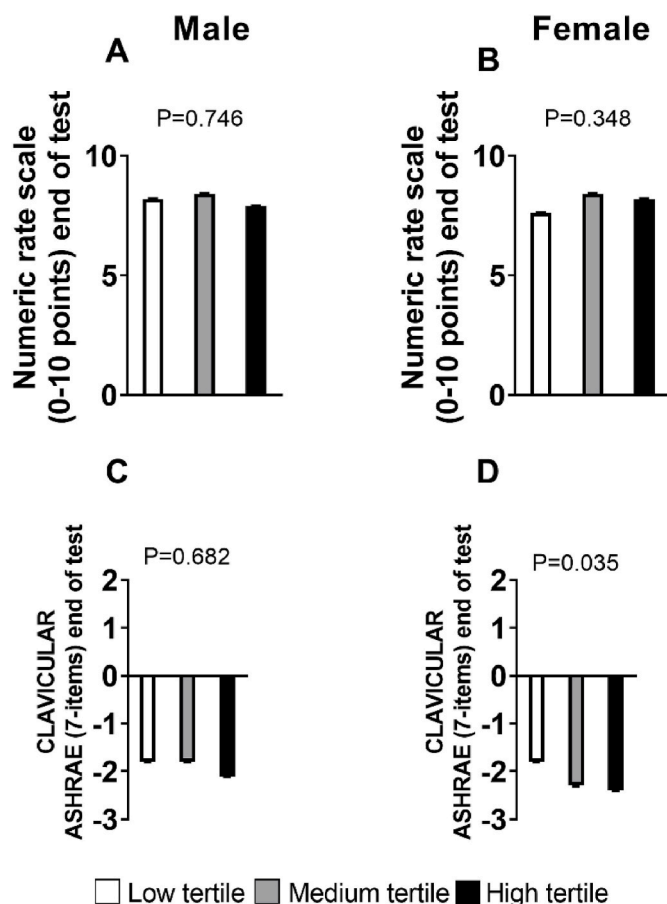 Male
Female
A
B
P=0.746
P=0.348
Numeric rate scale
(0-10 points) end of test
10
5
0
Numeric rate scale
(0-10 points) end of test
10
5
0
C
D
P=0.682
P=0.035
CLAVICULAR
ASHRAE (7-items) end of test
2
1
0
-1
-2
-3
CLAVICULAR
ASHRAE (7-items) end of test
2
1
0
-1
-2
-3
Low tertile Medium tertile High tertile